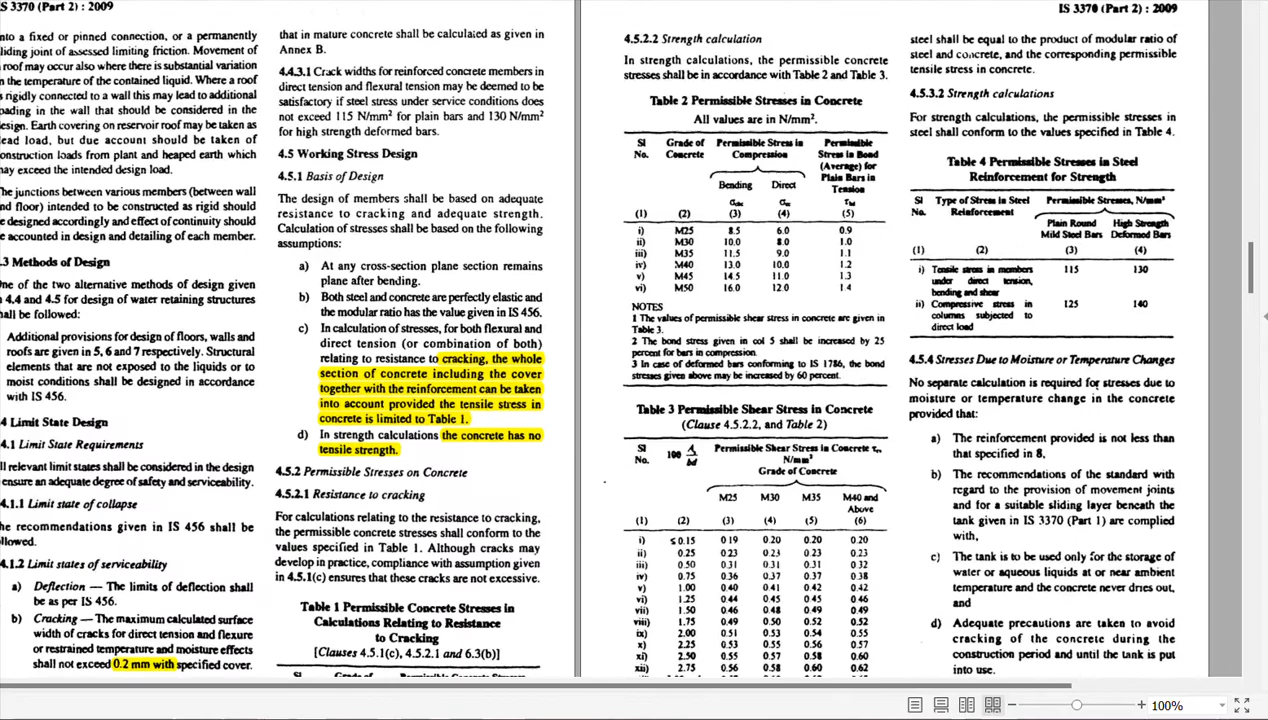 S 3370 (Part 2) : 2009
nto a fixed or pinned connection, or a permanently
liding joint of assessed limiting friction. Movement of
roof may occur also where there is substantial variation
n the temperature of the contained liquid. Where a roof
s rigidly connected to a wall this may lead to additional
oading in the wall that should be considered in the
esign. Earth covering on reservoir roof may be taken as
ead load, but due account should be taken of
onstruction loads from plant and heaped earth which
nay exceed the intended design load.
he junctions between various members (between wall
nd floor) intended to be constructed as rigid should
e designed accordingly and effect of continuity should
e accounted in design and detailing of each member.
.3 Methods of Design
ne of the two alternative methods of design given
4.4 and 4.5 for design of water retaining structures
all be followed:
Additional provisions for design of floors, walls and
roofs are given in 5, 6 and 7 respectively. Structural
elements that are not exposed to the liquids or to
moist conditions shall be designed in accordance
with IS 456.
4 Limit State Design
4.1 Limit State Requirements
ll relevant limit states shall be considered in the design
ensure an adequate degree of safety and serviceability.
4.1.1 Limit state of collapse
he recommendations given in IS 456 shall be
llowed.
4.1.2 Limit states of serviceability
a) Deflection — The limits of deflection shall
be as per IS 456.
b) Cracking — The maximum calculated surface
width of cracks for direct tension and flexure
or restrained temperature and moisture effects
shall not exceed 0.2 mm with specified cover.
that in mature concrete shall be calculated as given in
Annex B.
4.4.3.1 Crack widths for reinforced concrete members in
direct tension and flexural tension may be deemed to be
satisfactory if steel stress under service conditions does
not exceed 115 N/mm² for plain bars and 130 N/mm²
for high strength deformed bars.
4.5 Working Stress Design
4.5.1 Basis of Design
The design of members shall be based on adequate
resistance to cracking and adequate strength.
Calculation of stresses shall be based on the following
assumptions:
a) At any cross-section plane section remains
plane after bending.
b) Both steel and concrete are perfectly elastic and
the modular ratio has the value given in IS 456.
c) In calculation of stresses, for both flexural and
direct tension (or combination of both)
relating to resistance to cracking, the whole
section of concrete including the cover
together with the reinforcement can be taken
into account provided the tensile stress in
concrete is limited to Table 1.
d) In strength calculations the concrete has no
tensile strength.
4.5.2 Permissible Stresses on Concrete
4.5.2.1 Resistance to cracking
For calculations relating to the resistance to cracking,
the permissible concrete stresses shall conform to the
values specified in Table 1. Although cracks may
develop in practice, compliance with assumption given
in 4.5.1(c) ensures that these cracks are not excessive.
Table 1 Permissible Concrete Stresses in
Calculations Relating to Resistance
to Cracking
[Clauses 4.5.1(c), 4.5.2.1 and 6.3(b)]
IS 3370 (Part 2) : 2009
4.5.2.2 Strength calculation
In strength calculations, the permissible concrete
stresses shall be in accordance with Table 2 and Table 3.
Table 2 Permissible Stresses in Concrete
All values are in N/mm².
Sl Grade of Permissible Stress in Permissible
No. Concrete Compression Stress in Bond
(Average) for
Plain Bars in
Tension
Bending Direct
(1) (2) (3) (4) (5)
i) M25 8.5 6.0 0.9
ii) M30 10.0 8.0 1.0
iii) M35 11.5 9.0 1.1
iv) M40 13.0 10.0 1.2
v) M45 14.5 11.0 1.3
vi) M50 16.0 12.0 1.4
NOTES
1 The values of permissible shear stress in concrete are given in
Table 3.
2 The bond stress given in col 5 shall be increased by 25
percent for bars in compression.
3 In case of deformed bars conforming to IS 1786, the bond
stresses given above may be increased by 60 percent.
Table 3 Permissible Shear Stress in Concrete
(Clause 4.5.2.2, and Table 2)
Sl 100 A/bd Permissible Shear Stress in Concrete
No. N/mm²
Grade of Concrete
M25 M30 M35 M40 and
Above
(1) (2) (3) (4) (5) (6)
i) ≤0.15 0.19 0.20 0.20 0.20
ii) 0.25 0.23 0.23 0.23 0.23
iii) 0.50 0.31 0.31 0.31 0.32
iv) 0.75 0.36 0.37 0.37 0.38
v) 1.00 0.40 0.41 0.42 0.42
vi) 1.25 0.44 0.45 0.45 0.46
vii) 1.50 0.46 0.48 0.49 0.49
viii) 1.75 0.49 0.50 0.52 0.52
ix) 2.00 0.51 0.53 0.54 0.55
x) 2.25 0.53 0.55 0.56 0.57
xi) 2.50 0.55 0.57 0.58 0.60
xii) 2.75 0.56 0.58 0.60 0.62
steel shall be equal to the product of modular ratio of
steel and concrete, and the corresponding permissible
tensile stress in concrete.
4.5.3.2 Strength calculations
For strength calculations, the permissible stresses in
steel shall conform to the values specified in Table 4.
Table 4 Permissible Stresses in Steel
Reinforcement for Strength
Sl Type of Stress in Steel Permissible Stresses, N/mm²
No. Reinforcement
Plain Round High Strength
Mild Steel Bars Deformed Bars
(1) (2) (3) (4)
i) Tensile stress in members 115 130
under direct tension,
bending and shear
ii) Compressive stress in 125 140
columns subjected to
direct load
4.5.4 Stresses Due to Moisture or Temperature Changes
No separate calculation is required for stresses due to
moisture or temperature change in the concrete
provided that:
a) The reinforcement provided is not less than
that specified in 8,
b) The recommendations of the standard with
regard to the provision of movement joints
and for a suitable sliding layer beneath the
tank given in IS 3370 (Part 1) are complied
with,
c) The tank is to be used only for the storage of
water or aqueous liquids at or near ambient
temperature and the concrete never dries out,
and
d) Adequate precautions are taken to avoid
cracking of the concrete during the
construction period and until the tank is put
into use.
100%